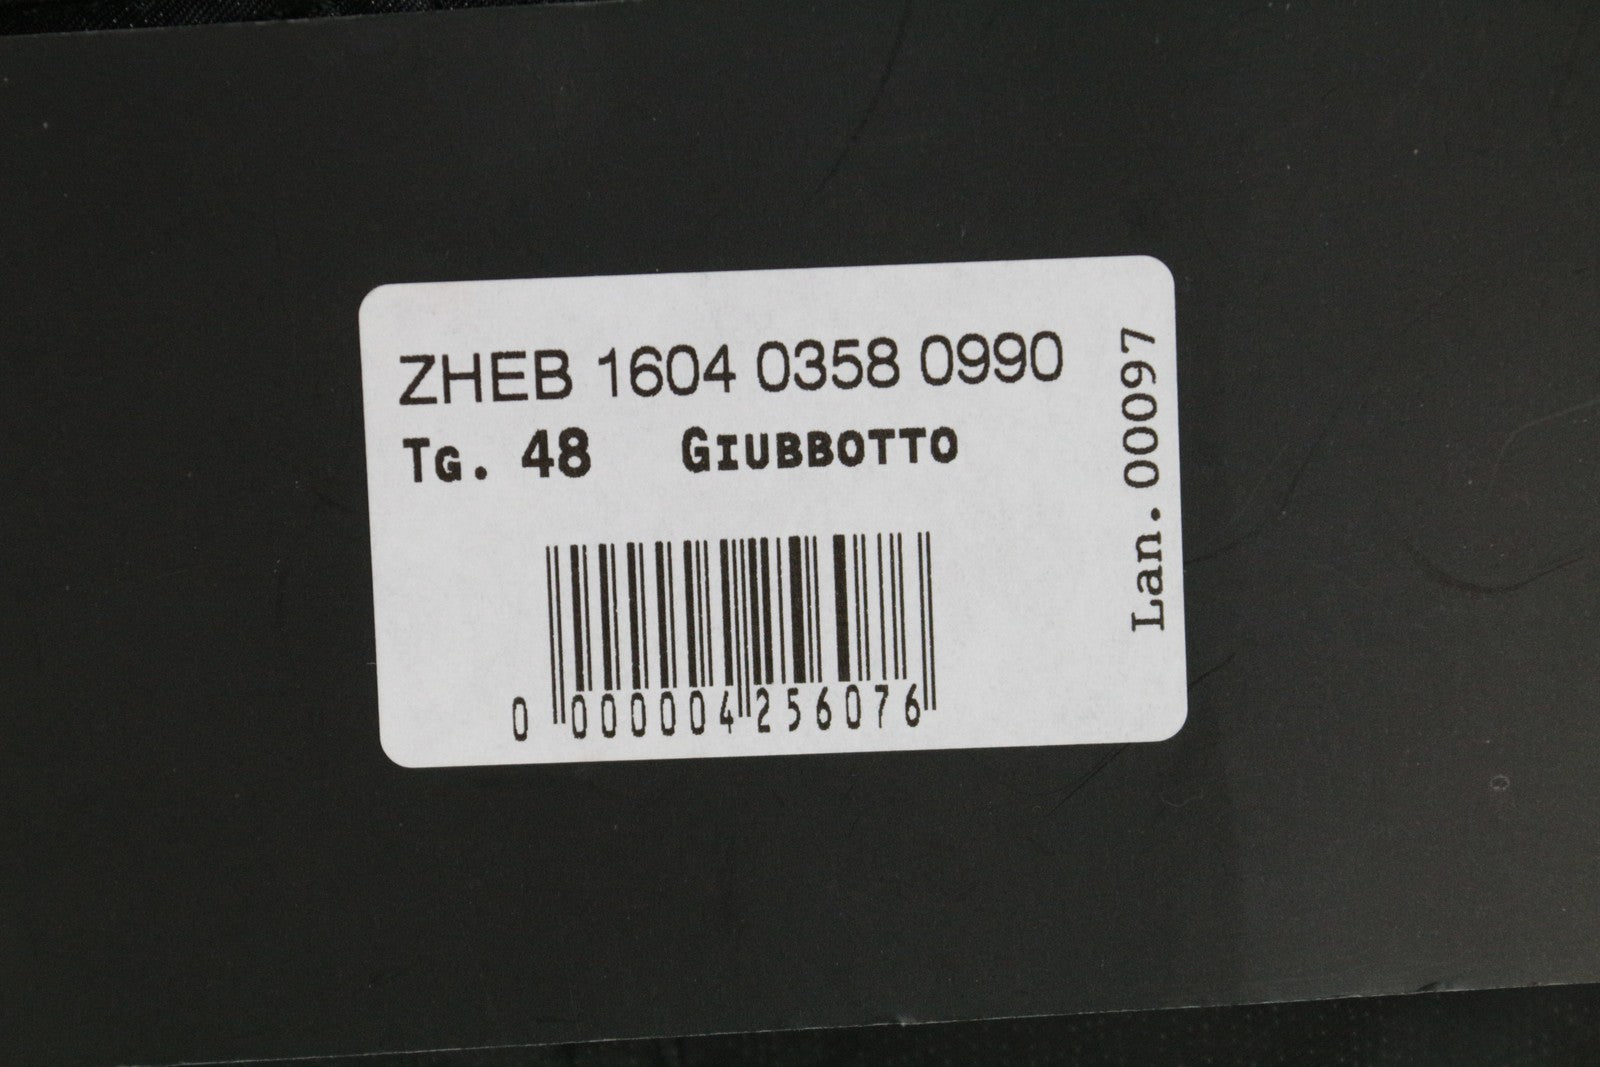 ZHEB 1604 0358 0990
TG. 48 GIUBBOTTO
0 000004 256076
Lan. 00097